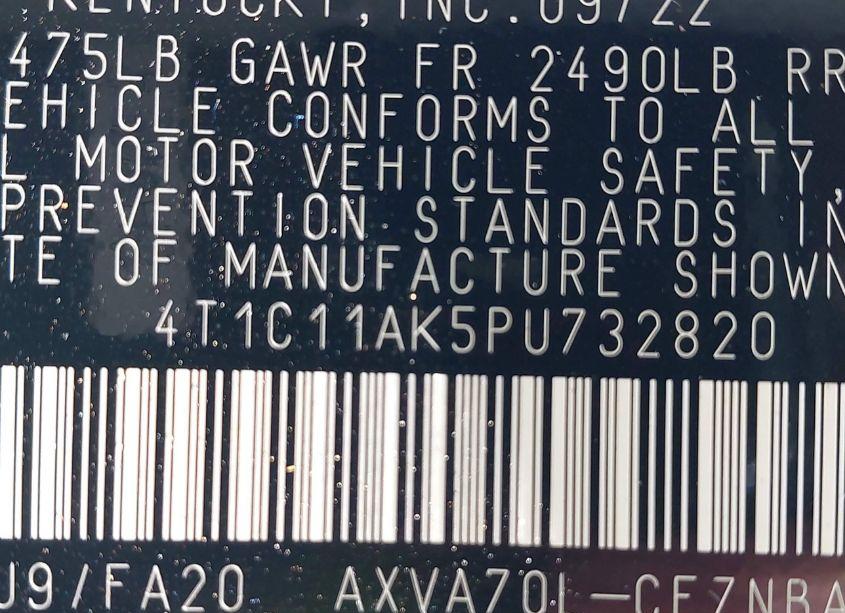 KENTUCKY, INC. 09/22
475LB GAWR FR 2490LB RR
EHICLE CONFORMS TO ALL
L MOTOR VEHICLE SAFETY,
PREVENTION STANDARDS IN
TE OF MANUFACTURE SHOWN
4T1C11AK5PU732820
J9/FA20 AXVA70L-CEZNBA